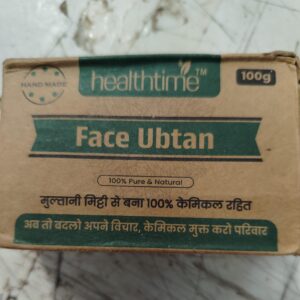 HAND MADE
healthtime™
100g
Face Ubtan
100% Pure & Natural
मुल्तानी मिट्टी से बना 100% केमिकल रहित
अब तो बदलो अपने विचार, केमिकल मुक्त करो परिवार